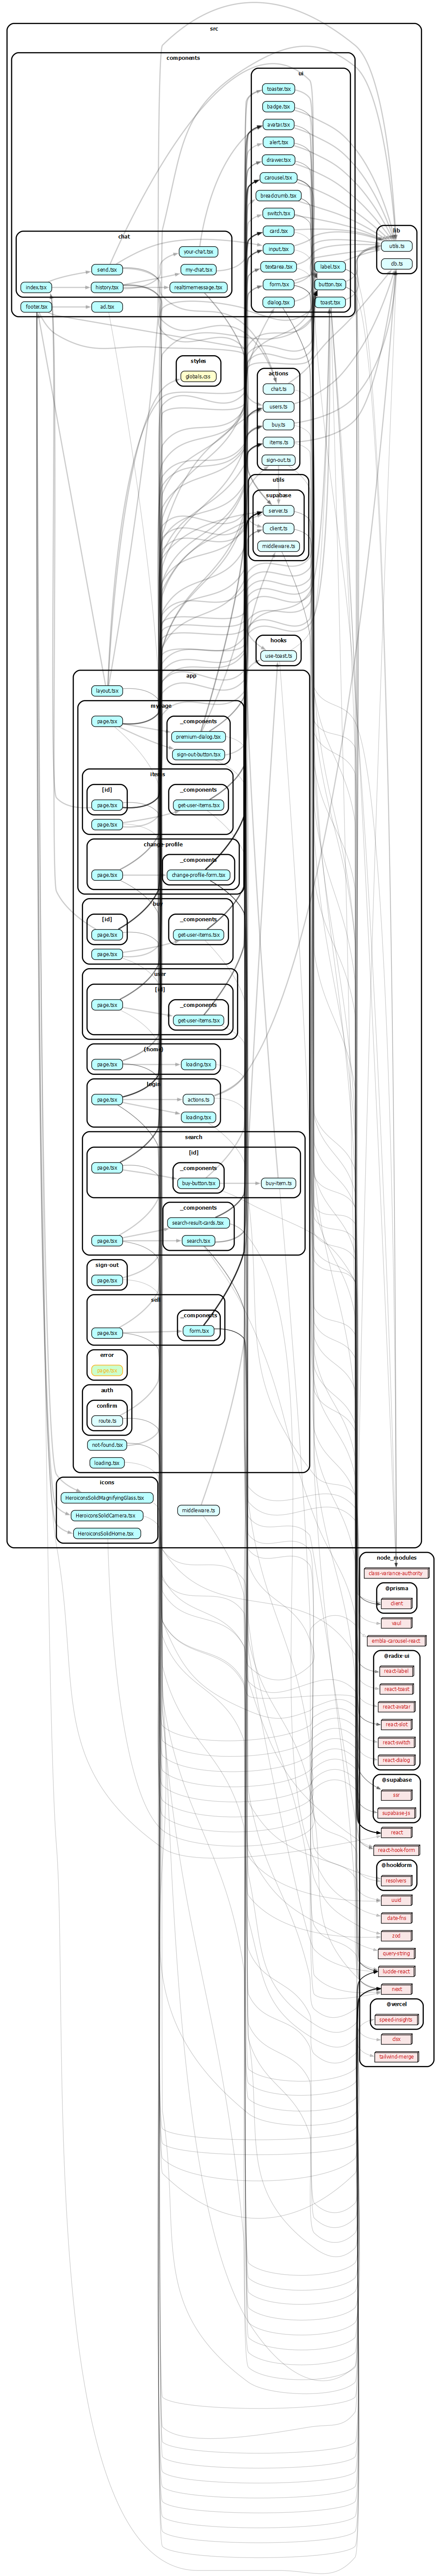 src
components
ui
toaster.tsx
badge.tsx
avatar.tsx
alert.tsx
drawer.tsx
carousel.tsx
breadcrumb.tsx
switch.tsx
card.tsx
input.tsx
textarea.tsx
form.tsx
dialog.tsx
label.tsx
button.tsx
toast.tsx
lib
utils.ts
db.ts
chat
your-chat.tsx
send.tsx
my-chat.tsx
index.tsx
history.tsx
realtimemessage.tsx
footer.tsx
ad.tsx
styles
globals.css
actions
chat.ts
users.ts
buy.ts
items.ts
sign-out.ts
utils
supabase
server.ts
client.ts
middleware.ts
hooks
use-toast.ts
app
layout.tsx
mypage
page.tsx
_components
premium-dialog.tsx
sign-out-button.tsx
items
[id]
page.tsx
_components
get-user-items.tsx
page.tsx
change-profile
_components
page.tsx
change-profile-form.tsx
buy
[id]
page.tsx
_components
get-user-items.tsx
page.tsx
user
[id]
page.tsx
_components
get-user-items.tsx
(home)
page.tsx
loading.tsx
login
page.tsx
actions.ts
loading.tsx
search
[id]
page.tsx
_components
buy-button.tsx
buy-item.ts
_components
search-result-cards.tsx
page.tsx
search.tsx
sign-out
page.tsx
sell
_components
page.tsx
form.tsx
error
page.tsx
auth
confirm
route.ts
not-found.tsx
loading.tsx
icons
HeroiconsSolidMagnifyingGlass.tsx
HeroiconsSolidCamera.tsx
HeroiconsSolidHome.tsx
middleware.ts
node_modules
class-variance-authority
@prisma
client
vaul
embla-carousel-react
@radix-ui
react-label
react-toast
react-avatar
react-slot
react-switch
react-dialog
@supabase
ssr
supabase-js
react
react-hook-form
@hookform
resolvers
uuid
date-fns
zod
query-string
lucide-react
next
@vercel
speed-insights
clsx
tailwind-merge